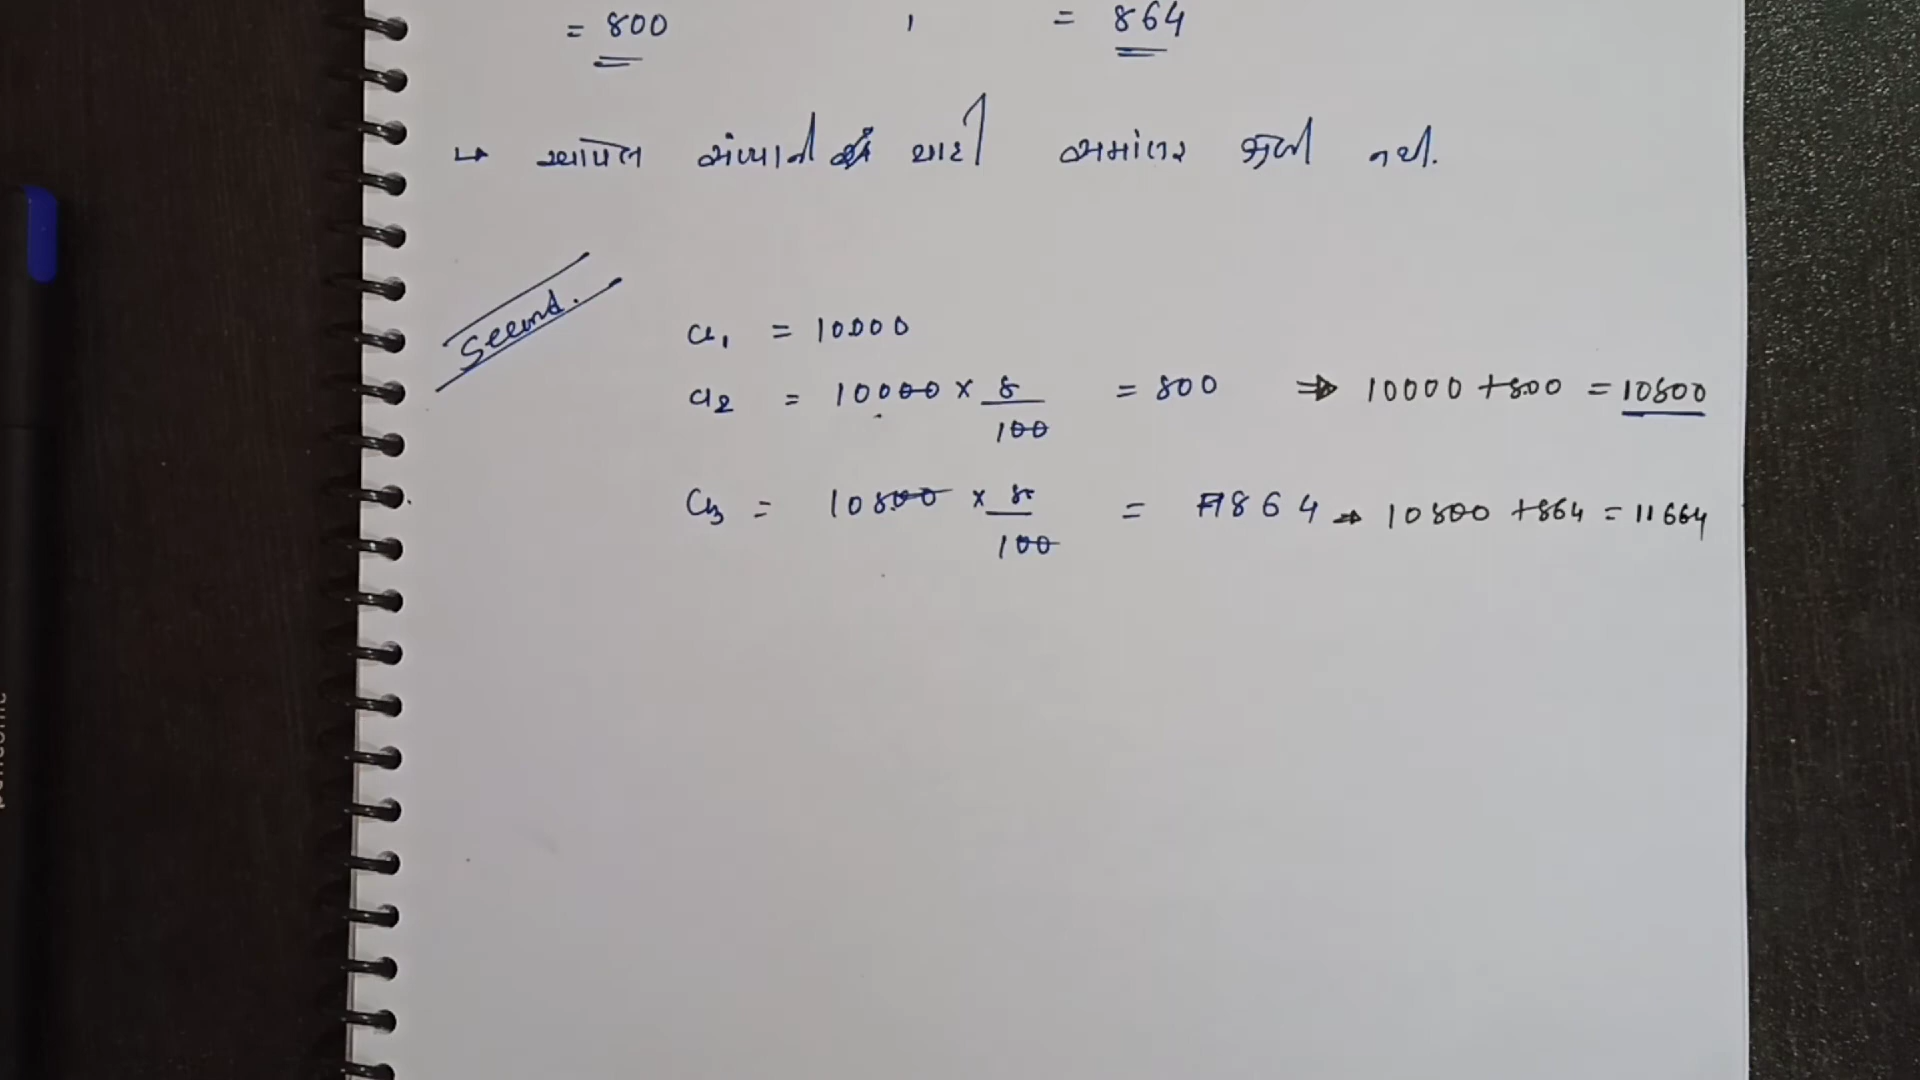 = 800 , = 864
↳ આપેલ સંખ્યાની યાદી સમાંતર શ્રેણી નથી.
Second.
a₁ = 10000
a₂ = 10000 × 8/100 = 800 ⇒ 10000 + 800 = 10800
a₃ = 10800 × 8/100 = 864 → 10800 + 864 = 11664